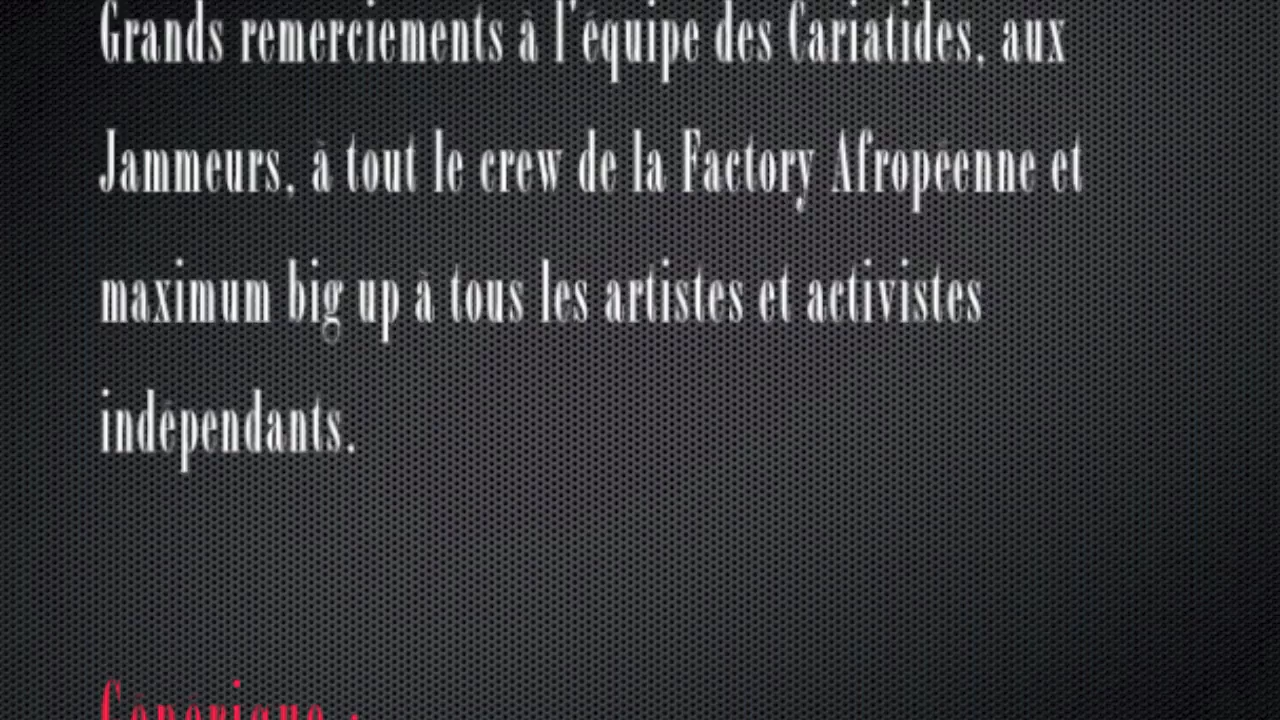 Grands remerciements à l'équipe des Cariatides, aux
Jammeurs, à tout le crew de la Factory Afropéenne et
maximum big up à tous les artistes et activistes
indépendants.
Générique :